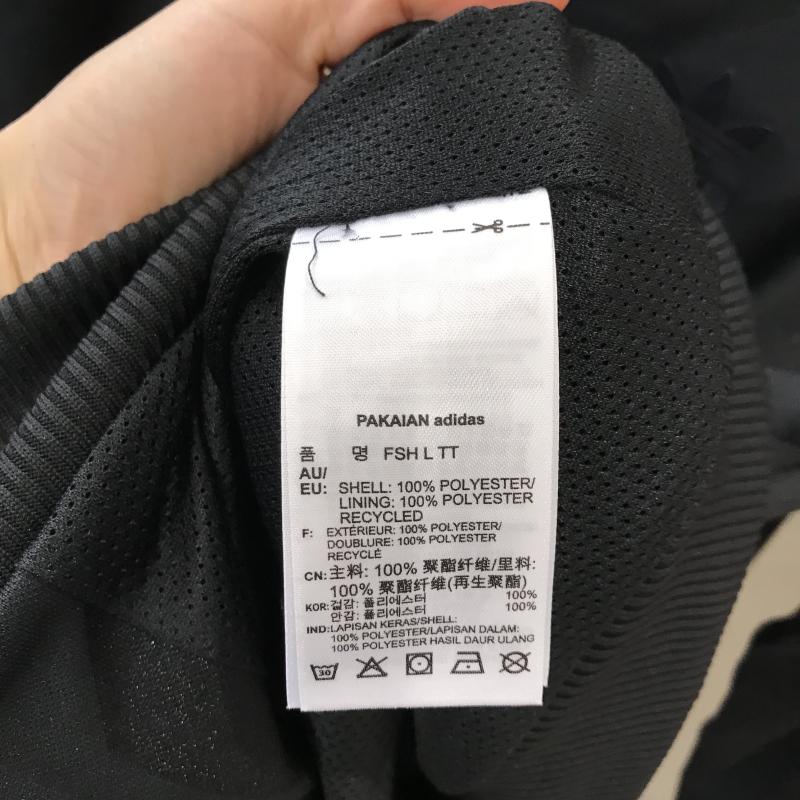 PAKAIAN adidas
품 명 FSH L TT
AU/
EU: SHELL: 100% POLYESTER/
LINING: 100% POLYESTER
RECYCLED
F: EXTÉRIEUR: 100% POLYESTER/
DOUBLURE: 100% POLYESTER
RECYCLÉ
CN: 主料: 100% 聚酯纤维/里料:
100% 聚酯纤维(再生聚酯)
KOR: 겉감: 폴리에스터 100%
안감: 폴리에스터 100%
IND: LAPISAN KERAS/SHELL:
100% POLYESTER/LAPISAN DALAM:
100% POLYESTER HASIL DAUR ULANG
30